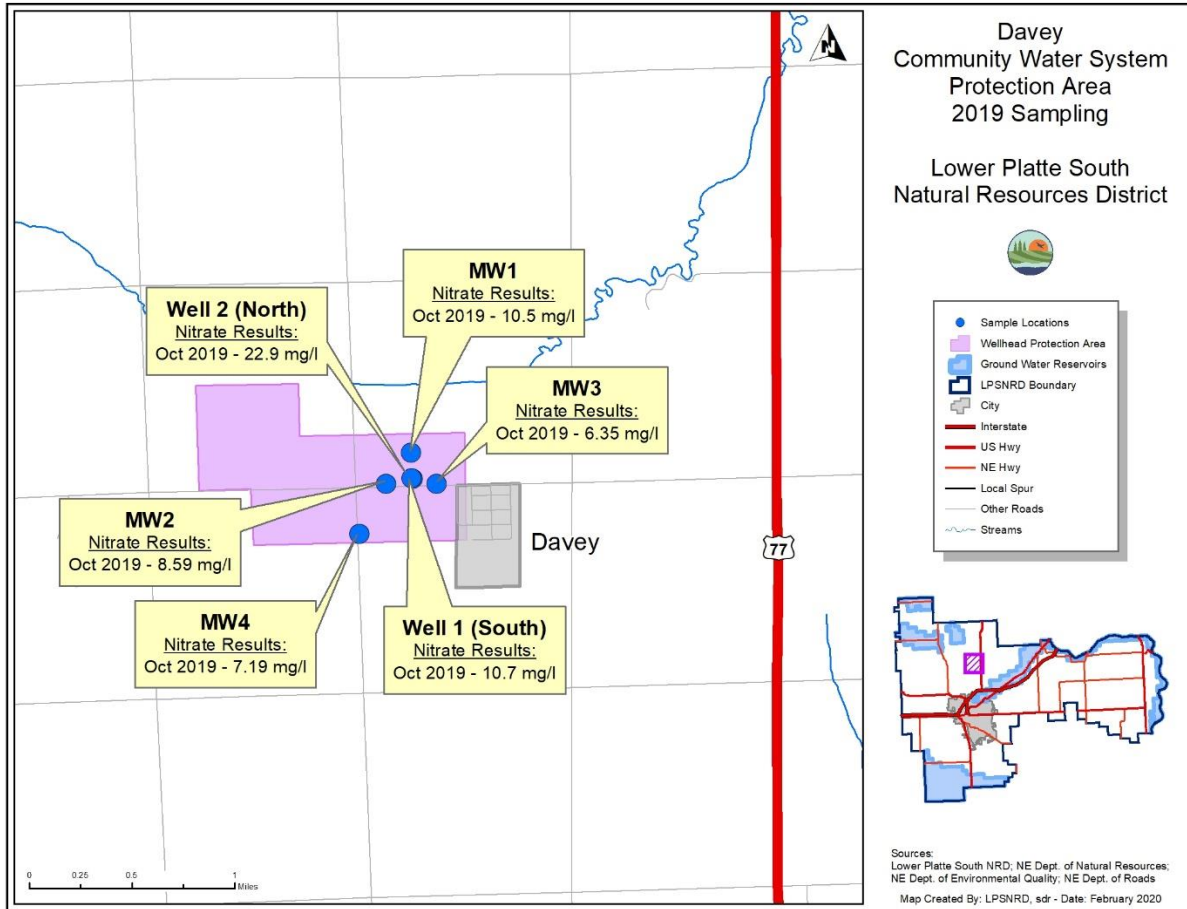 Davey
Community Water System
Protection Area
2019 Sampling
Lower Platte South
Natural Resources District
N
MW1
Nitrate Results:
Oct 2019 - 10.5 mg/l
Well 2 (North)
Nitrate Results:
Oct 2019 - 22.9 mg/l
MW3
Nitrate Results:
Oct 2019 - 6.35 mg/l
MW2
Nitrate Results:
Oct 2019 - 8.59 mg/l
MW4
Nitrate Results:
Oct 2019 - 7.19 mg/l
Well 1 (South)
Nitrate Results:
Oct 2019 - 10.7 mg/l
Davey
77
0 0.25 0.5 1
Miles
Sample Locations
Wellhead Protection Area
Ground Water Reservoirs
LPSNRD Boundary
City
Interstate
US Hwy
NE Hwy
Local Spur
Other Roads
Streams
Sources:
Lower Platte South NRD; NE Dept. of Natural Resources;
NE Dept. of Environmental Quality; NE Dept. of Roads
Map Created By: LPSNRD, sdr - Date: February 2020